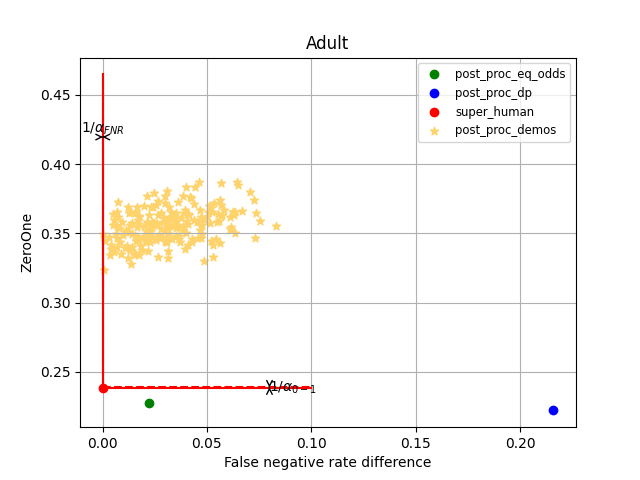 Adult
post_proc_eq_odds
post_proc_dp
super_human
post_proc_demos
1/α_FNR
1/α_0−1
ZeroOne
0.45
0.40
0.35
0.30
0.25
0.00 0.05 0.10 0.15 0.20
False negative rate difference